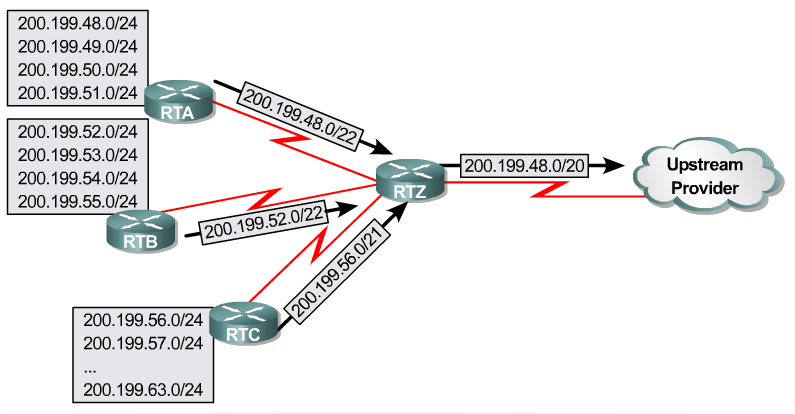 200.199.48.0/24
200.199.49.0/24
200.199.50.0/24
200.199.51.0/24
RTA
200.199.48.0/22
200.199.52.0/24
200.199.53.0/24
200.199.54.0/24
200.199.55.0/24
RTB
200.199.52.0/22
200.199.56.0/24
200.199.57.0/24
...
200.199.63.0/24
RTC
200.199.56.0/21
RTZ
200.199.48.0/20
Upstream
Provider